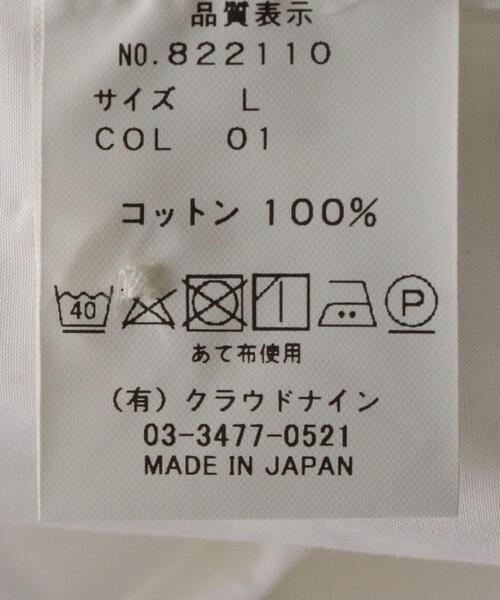 品質表示
NO.822110
サイズ L
COL 01
コットン 100%
40 P
あて布使用
(有) クラウドナイン
03-3477-0521
MADE IN JAPAN